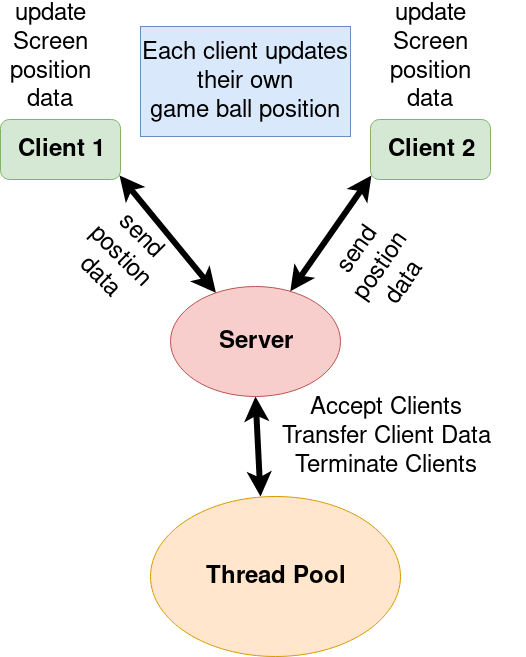 update
Screen
position
data
update
Screen
position
data
Each client updates
their own
game ball position
Client 1
Client 2
send
postion
data
send
postion
data
Server
Accept Clients
Transfer Client Data
Terminate Clients
Thread Pool